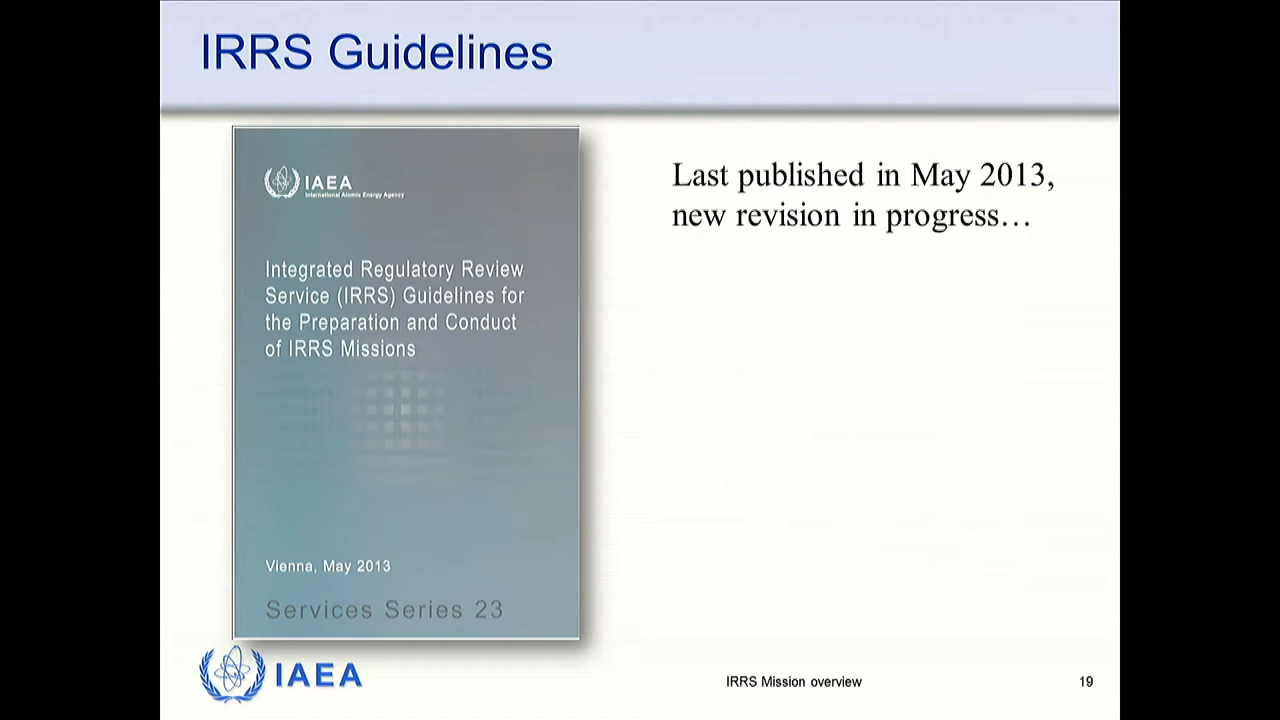 IRRS Guidelines
IAEA
International Atomic Energy Agency
Integrated Regulatory Review
Service (IRRS) Guidelines for
the Preparation and Conduct
of IRRS Missions
Vienna, May 2013
Services Series 23
Last published in May 2013,
new revision in progress…
IAEA
IRRS Mission overview
19